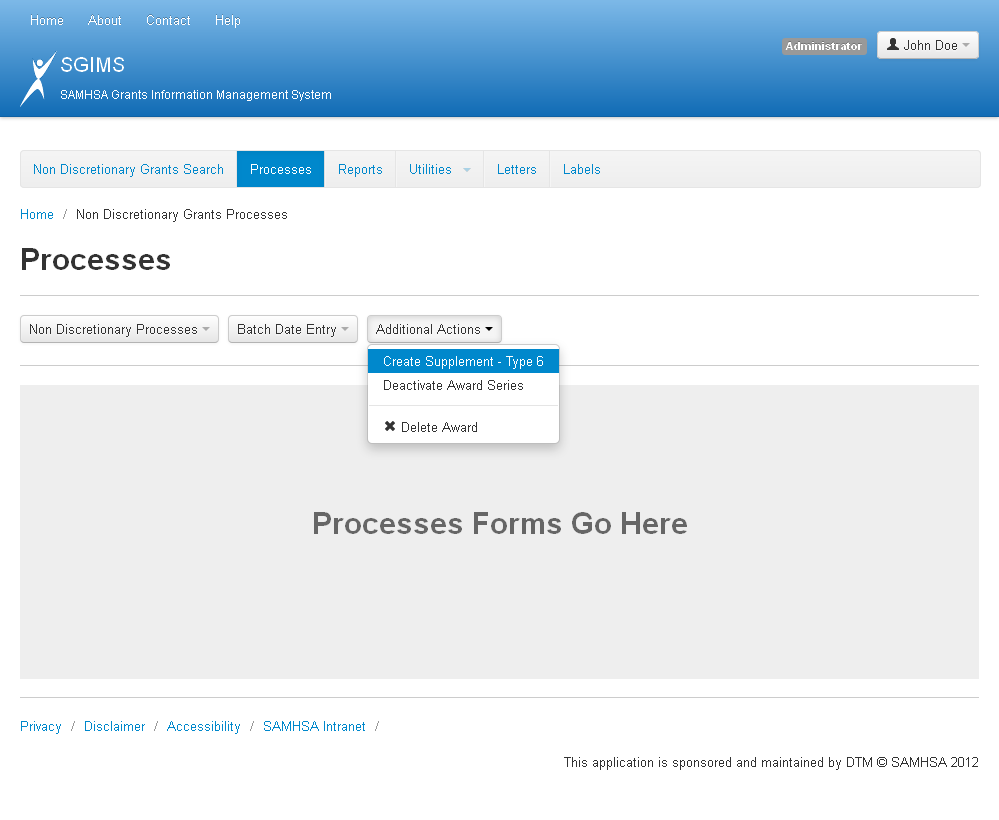 Home About Contact Help
Administrator
John Doe
SGIMS
SAMHSA Grants Information Management System
Non Discretionary Grants Search Processes Reports Utilities Letters Labels
Home / Non Discretionary Grants Processes
Processes
Non Discretionary Processes Batch Date Entry Additional Actions
Create Supplement - Type 6
Deactivate Award Series
Delete Award
Processes Forms Go Here
Privacy / Disclaimer / Accessibility / SAMHSA Intranet /
This application is sponsored and maintained by DTM © SAMHSA 2012